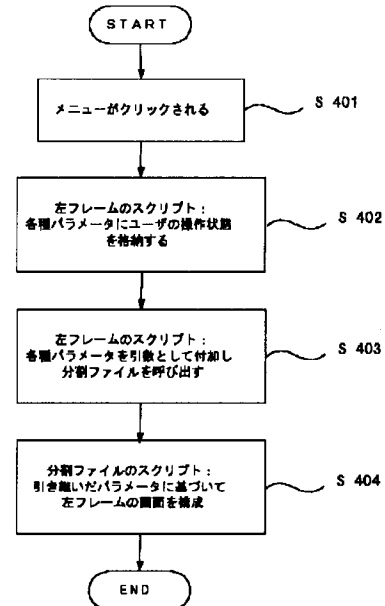 START
メニューがクリックされる
S 401
左フレームのスクリプト：
各種パラメータにユーザの操作状態
を格納する
S 402
左フレームのスクリプト：
各種パラメータを引数として付加し
分割ファイルを呼び出す
S 403
分割ファイルのスクリプト：
引き継いだパラメータに基づいて
左フレームの画面を構成
S 404
END